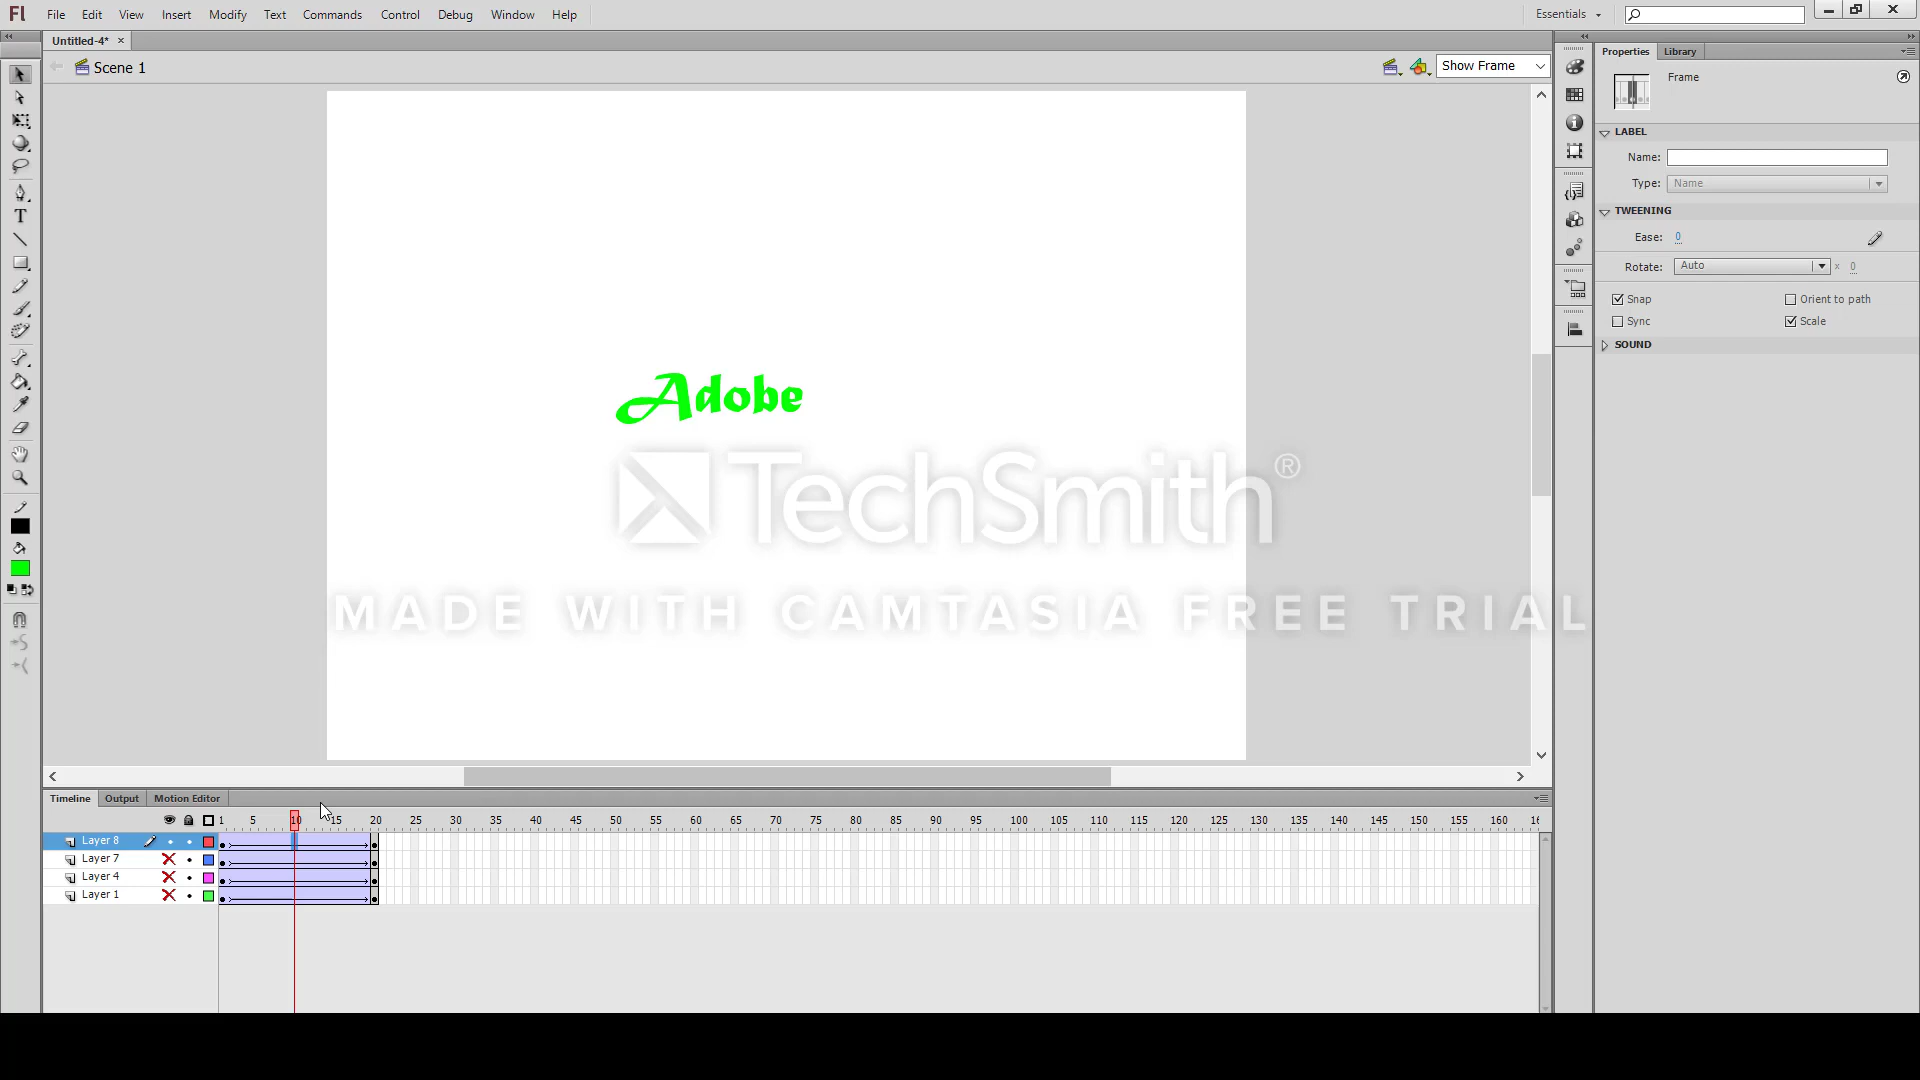 Fl File Edit View Insert Modify Text Commands Control Debug Window Help Essentials
Untitled-4* ×
Scene 1 Show Frame
Properties Library
Frame
LABEL
Name:
Type: Name
TWEENING
Ease: 0
Rotate: Auto x 0
Snap Orient to path
Sync Scale
SOUND
T
Adobe
TechSmith®
MADE WITH CAMTASIA FREE TRIAL
Timeline Output Motion Editor
1 5 10 15 20 25 30 35 40 45 50 55 60 65 70 75 80 85 90 95 100 105 110 115 120 125 130 135 140 145 150 155 160
Layer 8
Layer 7
Layer 4
Layer 1